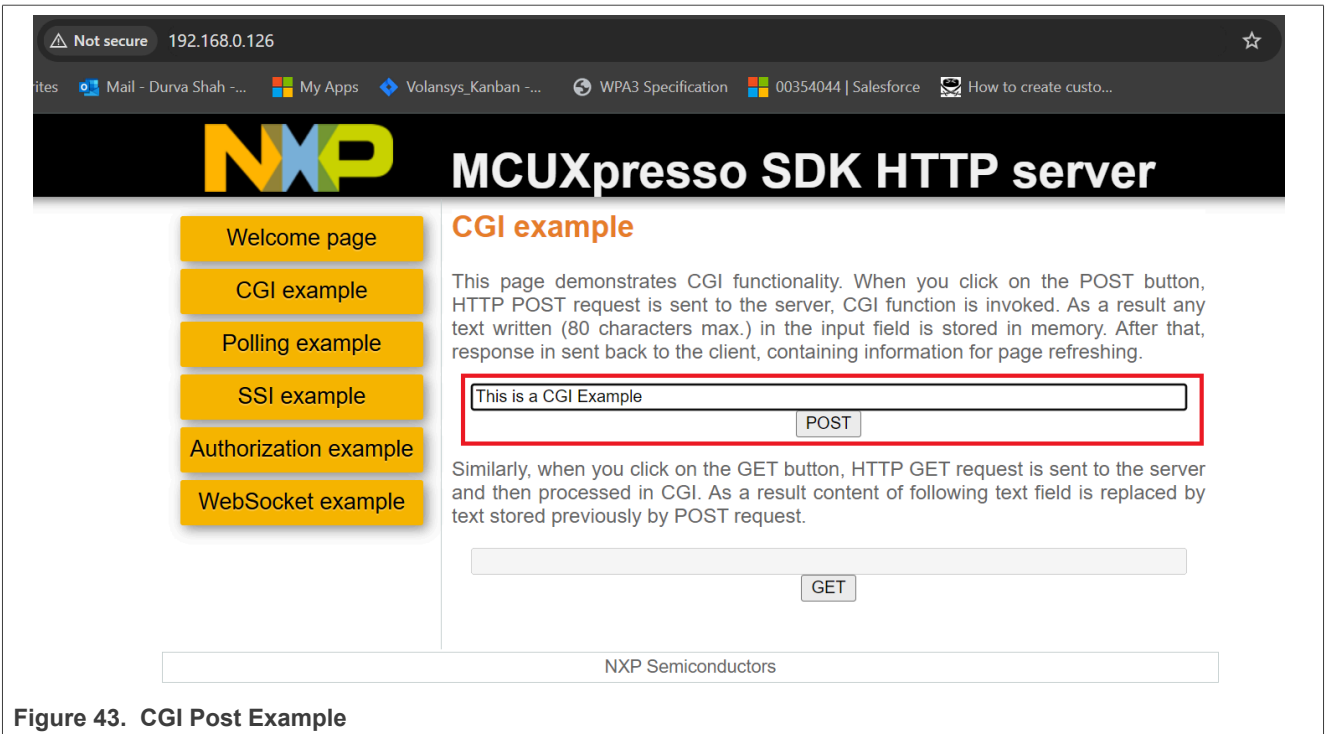 Not secure 192.168.0.126
ites Mail - Durva Shah -... My Apps Volansys_Kanban -... WPA3 Specification 00354044 | Salesforce How to create custo...
NXP MCUXpresso SDK HTTP server
Welcome page
CGI example
Polling example
SSI example
Authorization example
WebSocket example
CGI example
This page demonstrates CGI functionality. When you click on the POST button,
HTTP POST request is sent to the server, CGI function is invoked. As a result any
text written (80 characters max.) in the input field is stored in memory. After that,
response in sent back to the client, containing information for page refreshing.
This is a CGI Example
POST
Similarly, when you click on the GET button, HTTP GET request is sent to the server
and then processed in CGI. As a result content of following text field is replaced by
text stored previously by POST request.
GET
NXP Semiconductors
Figure 43. CGI Post Example